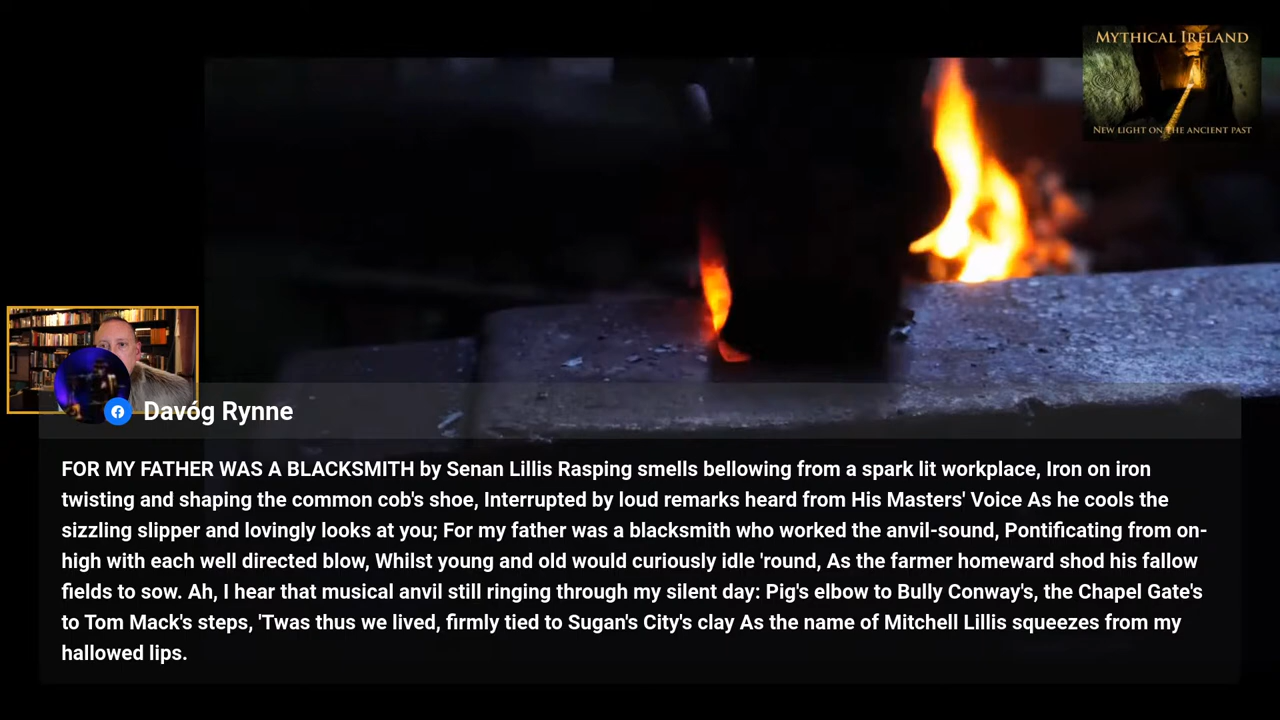 MYTHICAL IRELAND
NEW LIGHT ON THE ANCIENT PAST
Davóg Rynne
FOR MY FATHER WAS A BLACKSMITH by Senan Lillis Rasping smells bellowing from a spark lit workplace, Iron on iron
twisting and shaping the common cob's shoe, Interrupted by loud remarks heard from His Masters' Voice As he cools the
sizzling slipper and lovingly looks at you; For my father was a blacksmith who worked the anvil-sound, Pontificating from on-
high with each well directed blow, Whilst young and old would curiously idle 'round, As the farmer homeward shod his fallow
fields to sow. Ah, I hear that musical anvil still ringing through my silent day: Pig's elbow to Bully Conway's, the Chapel Gate's
to Tom Mack's steps, 'Twas thus we lived, firmly tied to Sugan's City's clay As the name of Mitchell Lillis squeezes from my
hallowed lips.